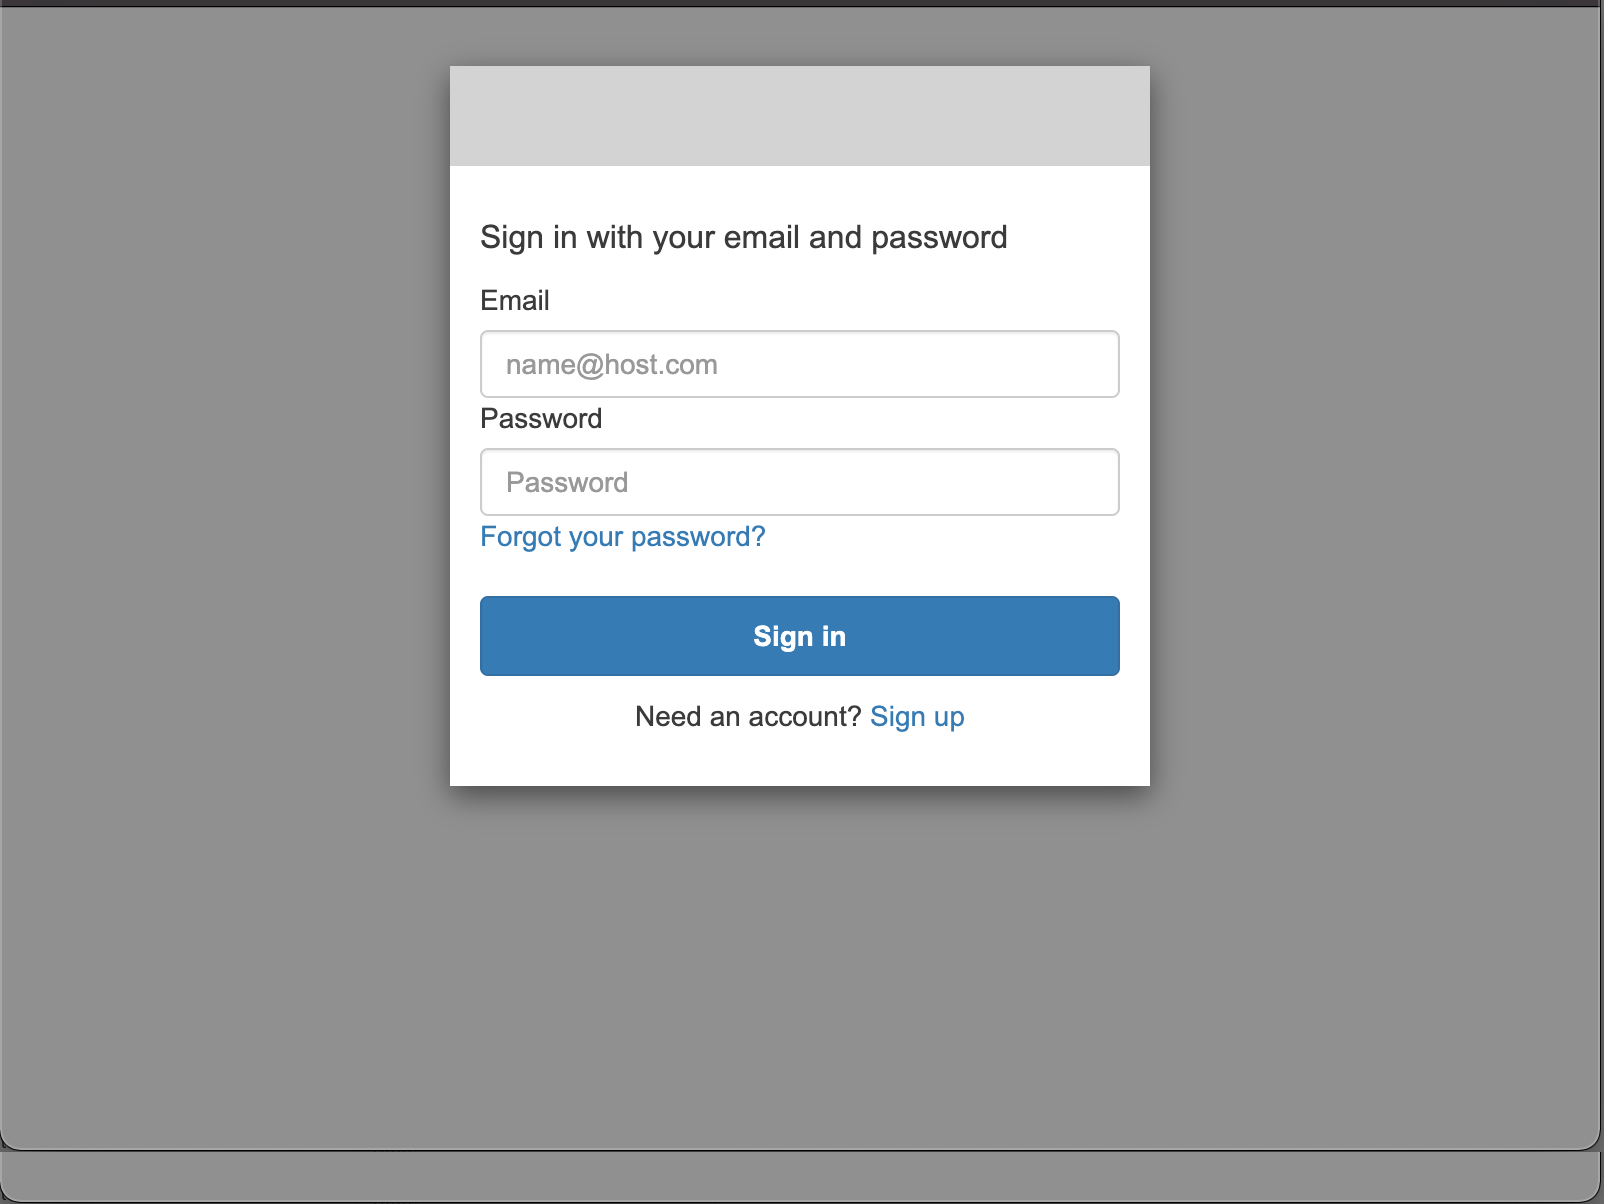 Sign in with your email and password
Email
name@host.com
Password
Password
Forgot your password?
Sign in
Need an account? Sign up